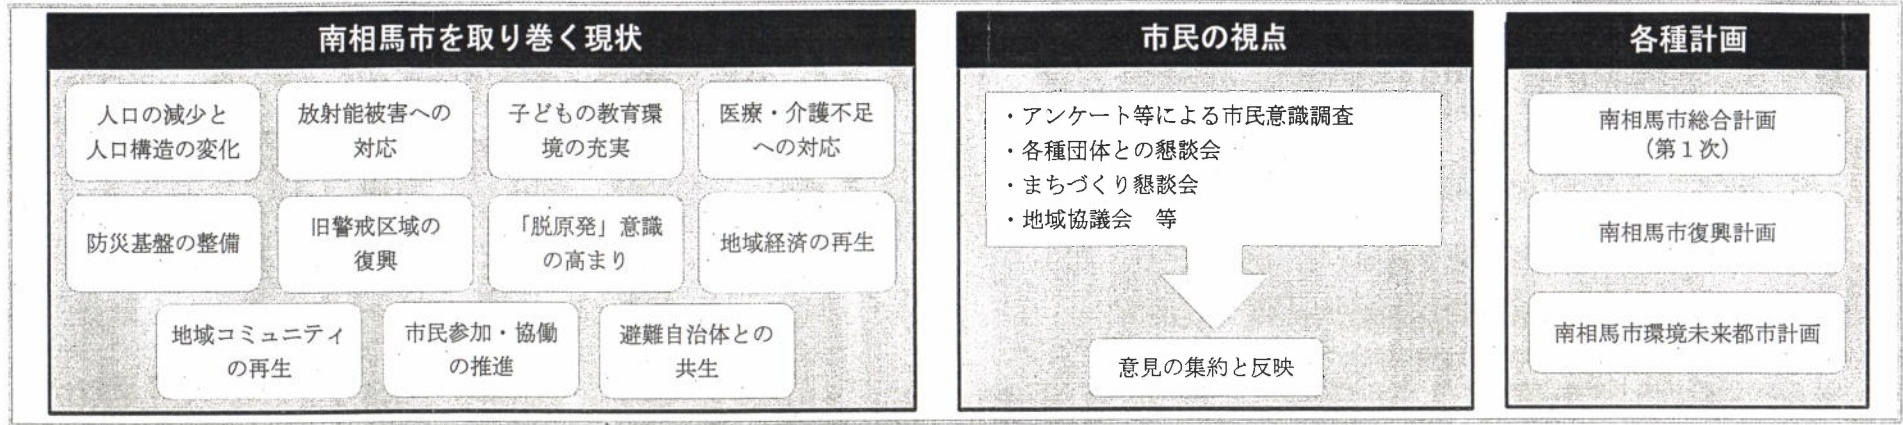 南相馬市を取り巻く現状
人口の減少と
人口構造の変化
放射能被害への
対応
子どもの教育環
境の充実
医療・介護不足
への対応
防災基盤の整備
旧警戒区域の
復興
「脱原発」意識
の高まり
地域経済の再生
地域コミュニティ
の再生
市民参加・協働
の推進
避難自治体との
共生
市民の視点
・アンケート等による市民意識調査
・各種団体との懇談会
・まちづくり懇談会
・地域協議会　等
意見の集約と反映
各種計画
南相馬市総合計画
（第１次）
南相馬市復興計画
南相馬市環境未来都市計画